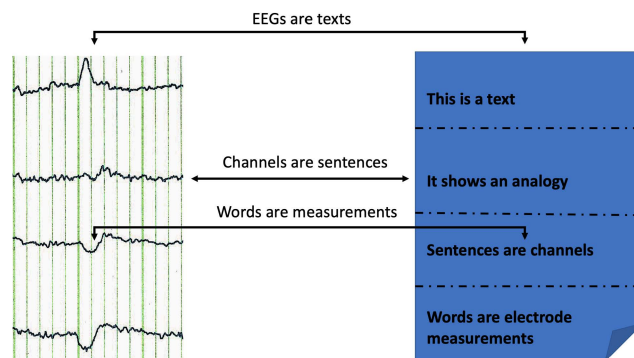 EEGs are texts
This is a text
Channels are sentences
It shows an analogy
Words are measurements
Sentences are channels
Words are electrode
measurements